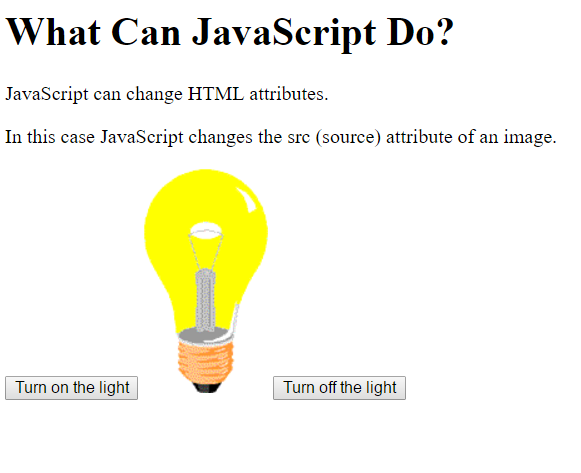 What Can JavaScript Do?
JavaScript can change HTML attributes.
In this case JavaScript changes the src (source) attribute of an image.
Turn on the light
Turn off the light